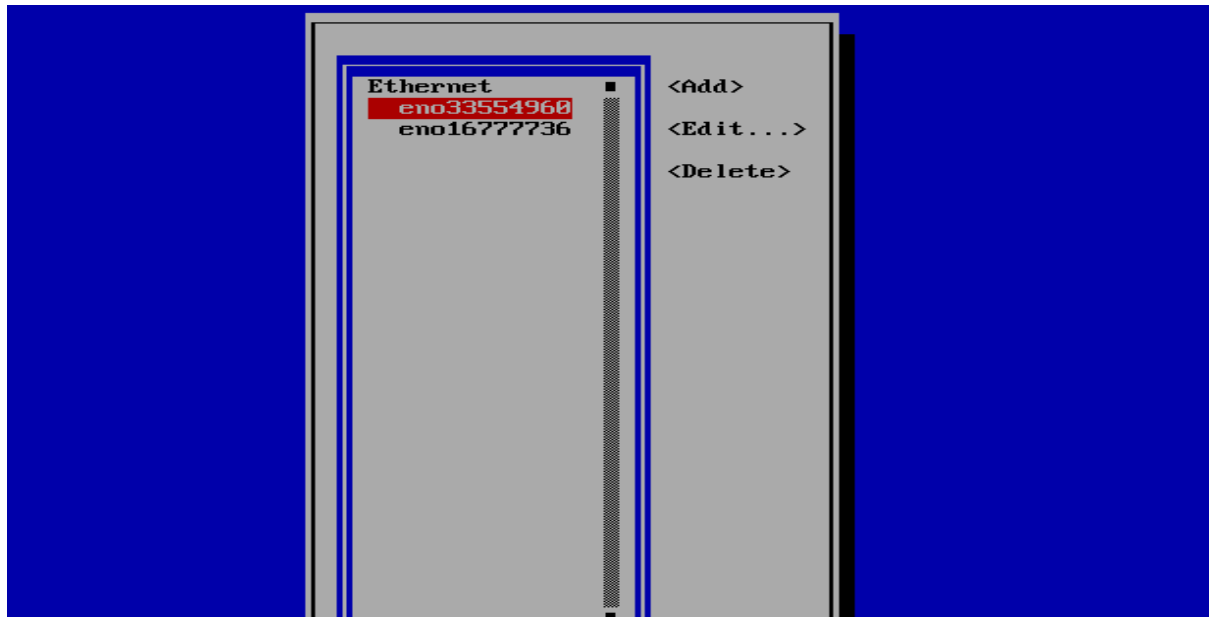 Ethernet
eno33554960
eno16777736
<Add>
<Edit...>
<Delete>